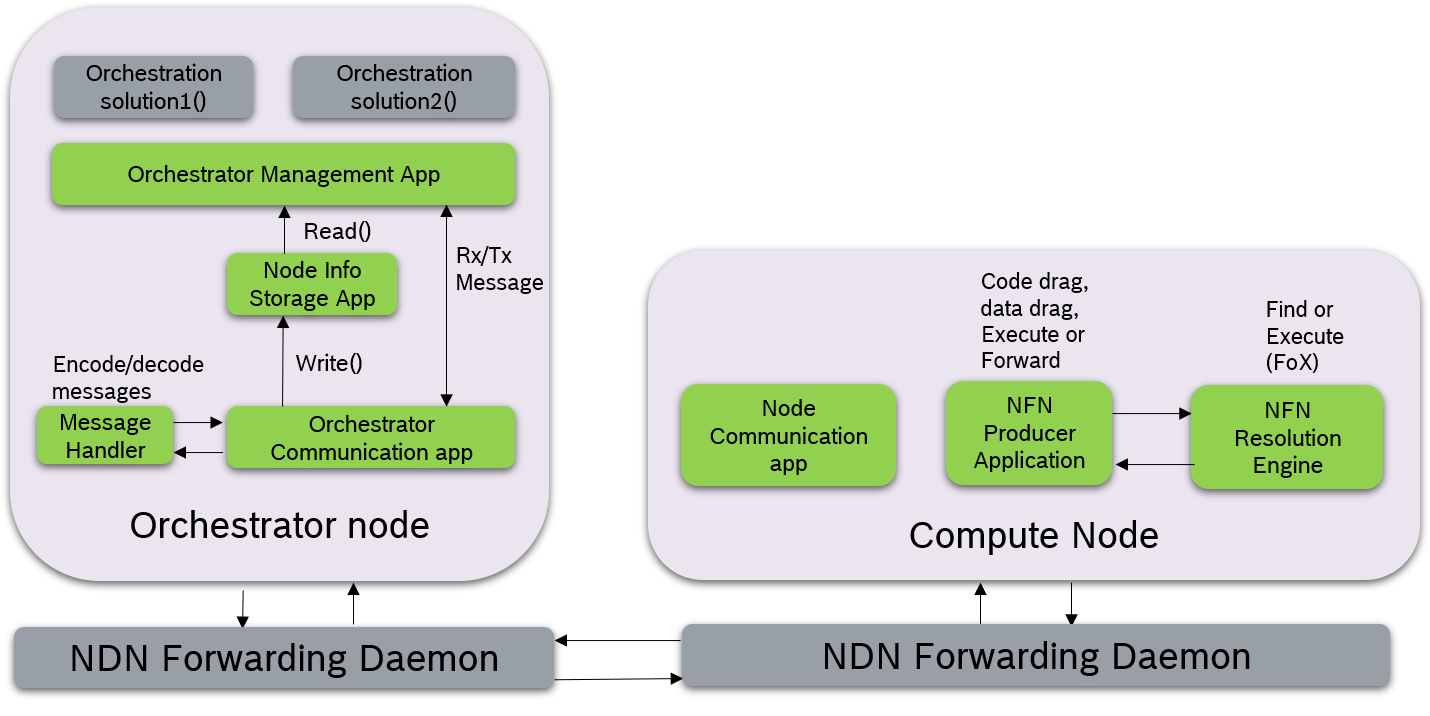 Orchestration
solution1()
Orchestration
solution2()
Orchestrator Management App
Read()
Rx/Tx
Message
Node Info
Storage App
Write()
Encode/decode
messages
Message
Handler
Orchestrator
Communication app
Orchestrator node
NDN Forwarding Daemon
Code drag,
data drag,
Execute or
Forward
Find or
Execute
(FoX)
Node
Communication
app
NFN
Producer
Application
NFN
Resolution
Engine
Compute Node
NDN Forwarding Daemon